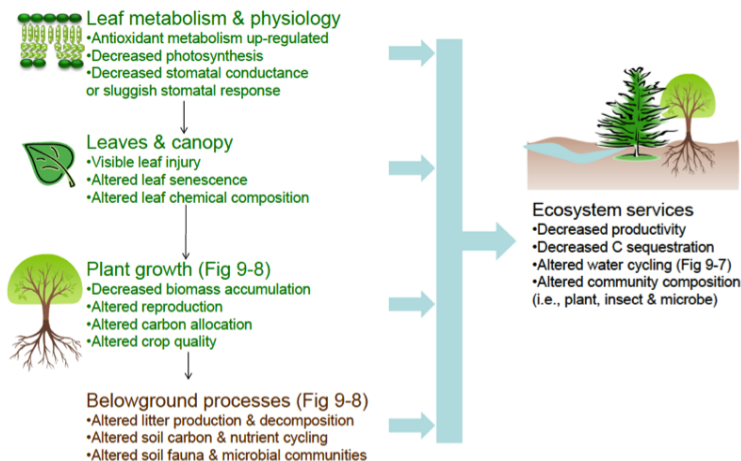 Leaf metabolism & physiology
•Antioxidant metabolism up-regulated
•Decreased photosynthesis
•Decreased stomatal conductance
or sluggish stomatal response
Leaves & canopy
•Visible leaf injury
•Altered leaf senescence
•Altered leaf chemical composition
Plant growth (Fig 9-8)
•Decreased biomass accumulation
•Altered reproduction
•Altered carbon allocation
•Altered crop quality
Belowground processes (Fig 9-8)
•Altered litter production & decomposition
•Altered soil carbon & nutrient cycling
•Altered soil fauna & microbial communities
Ecosystem services
•Decreased productivity
•Decreased C sequestration
•Altered water cycling (Fig 9-7)
•Altered community composition
(i.e., plant, insect & microbe)